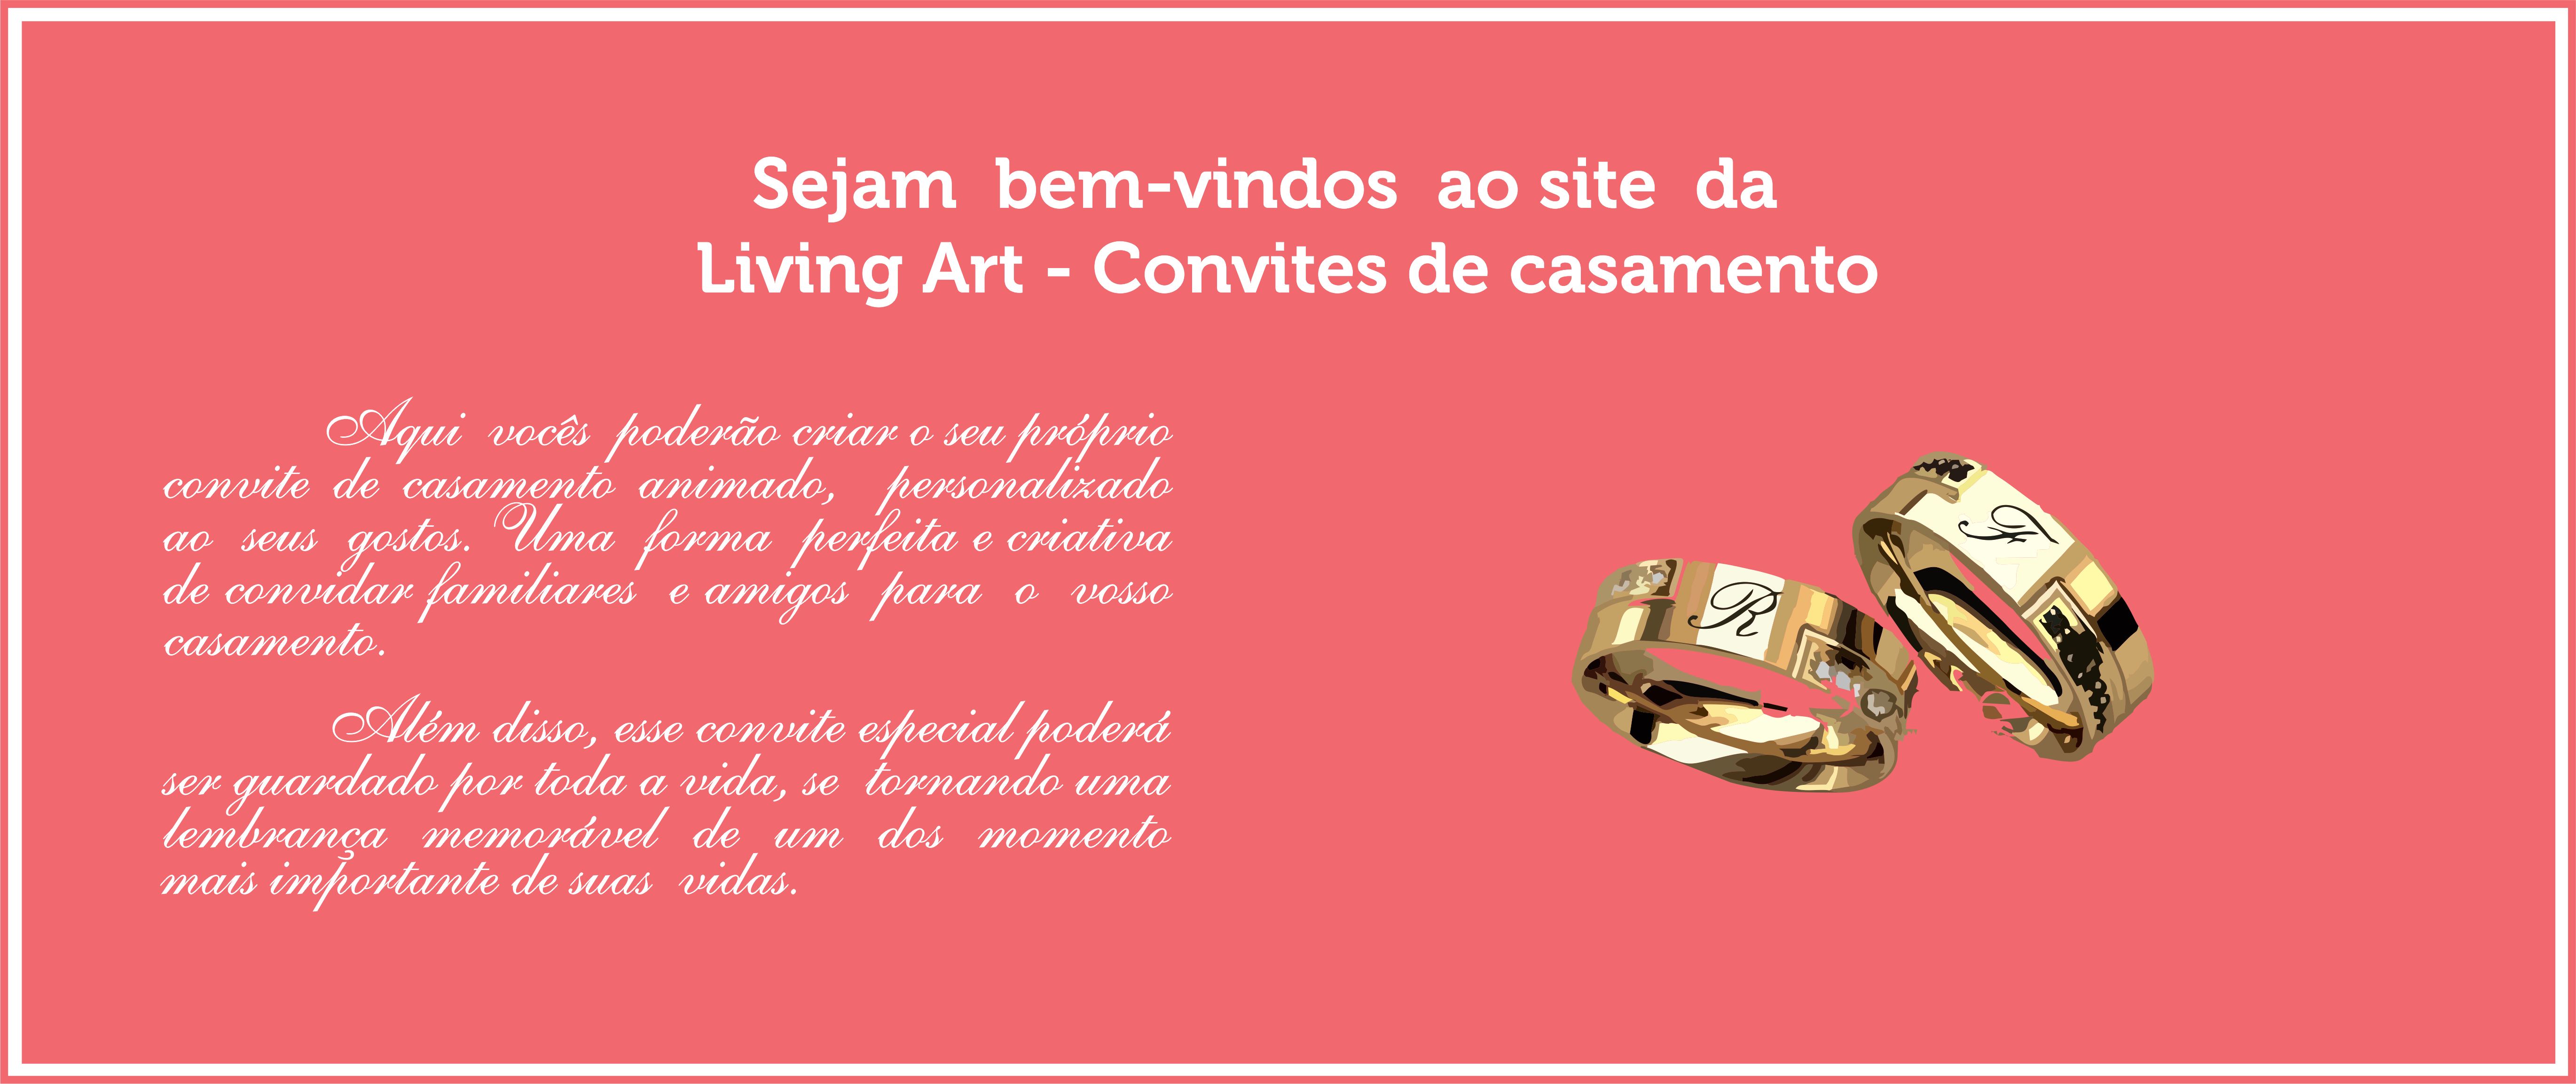 Sejam bem-vindos ao site da
Living Art - Convites de casamento
Aqui vocês poderão criar o seu próprio
convite de casamento animado, personalizado
ao seus gostos. Uma forma perfeita e criativa
de convidar familiares e amigos para o vosso
casamento.
Além disso, esse convite especial poderá
ser guardado por toda a vida, se tornando uma
lembrança memorável de um dos momento
mais importante de suas vidas.
R
F